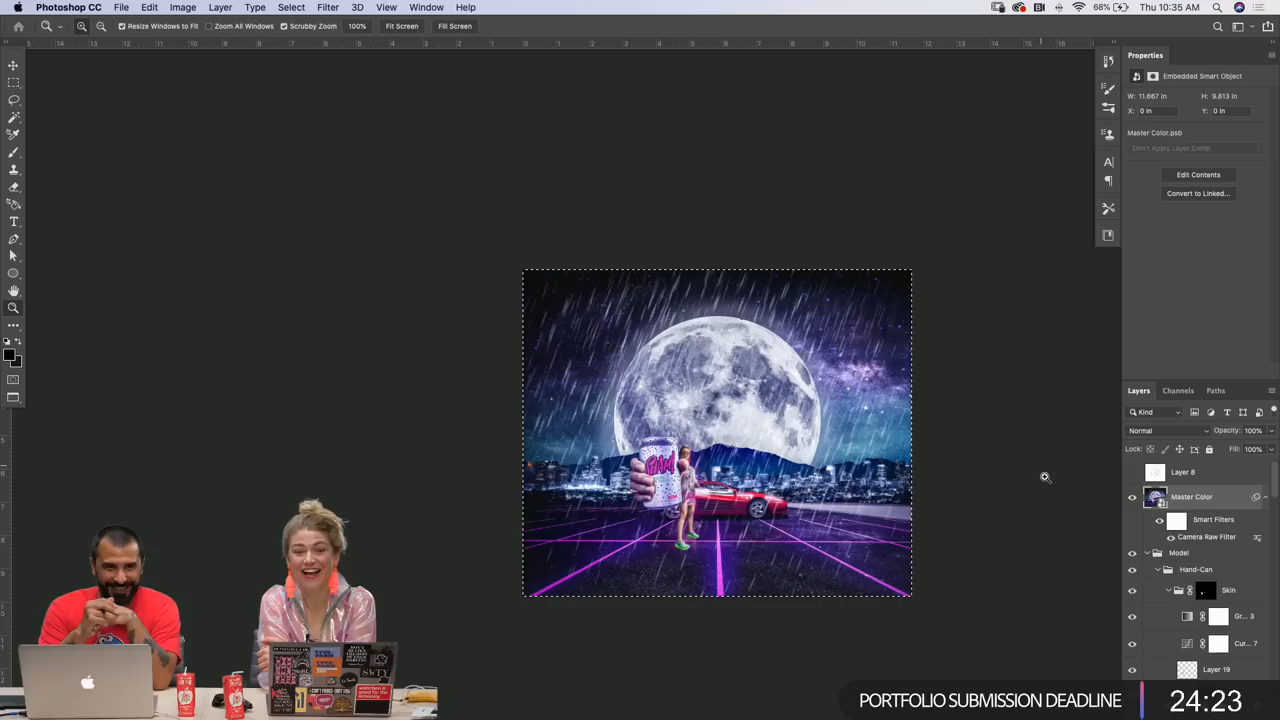 Photoshop CC File Edit Image Layer Type Select Filter 3D View Window Help 68% Thu 10:35 AM
Resize Windows to Fit Zoom All Windows Scrubby Zoom 100% Fit Screen Fill Screen
Properties
Embedded Smart Object
W: 11.667 in H: 9.813 in
X: 0 in Y: 0 in
Master Color.psb
Don't Apply Layer Comp
Edit Contents
Convert to Linked...
Layers Channels Paths
Kind
Normal Opacity: 100%
Lock: Fill: 100%
Layer 8
Master Color
Smart Filters
Camera Raw Filter
Model
Hand-Can
Skin
Gr... 3
Cur... 7
Layer 19
PORTFOLIO SUBMISSION DEADLINE 24:23